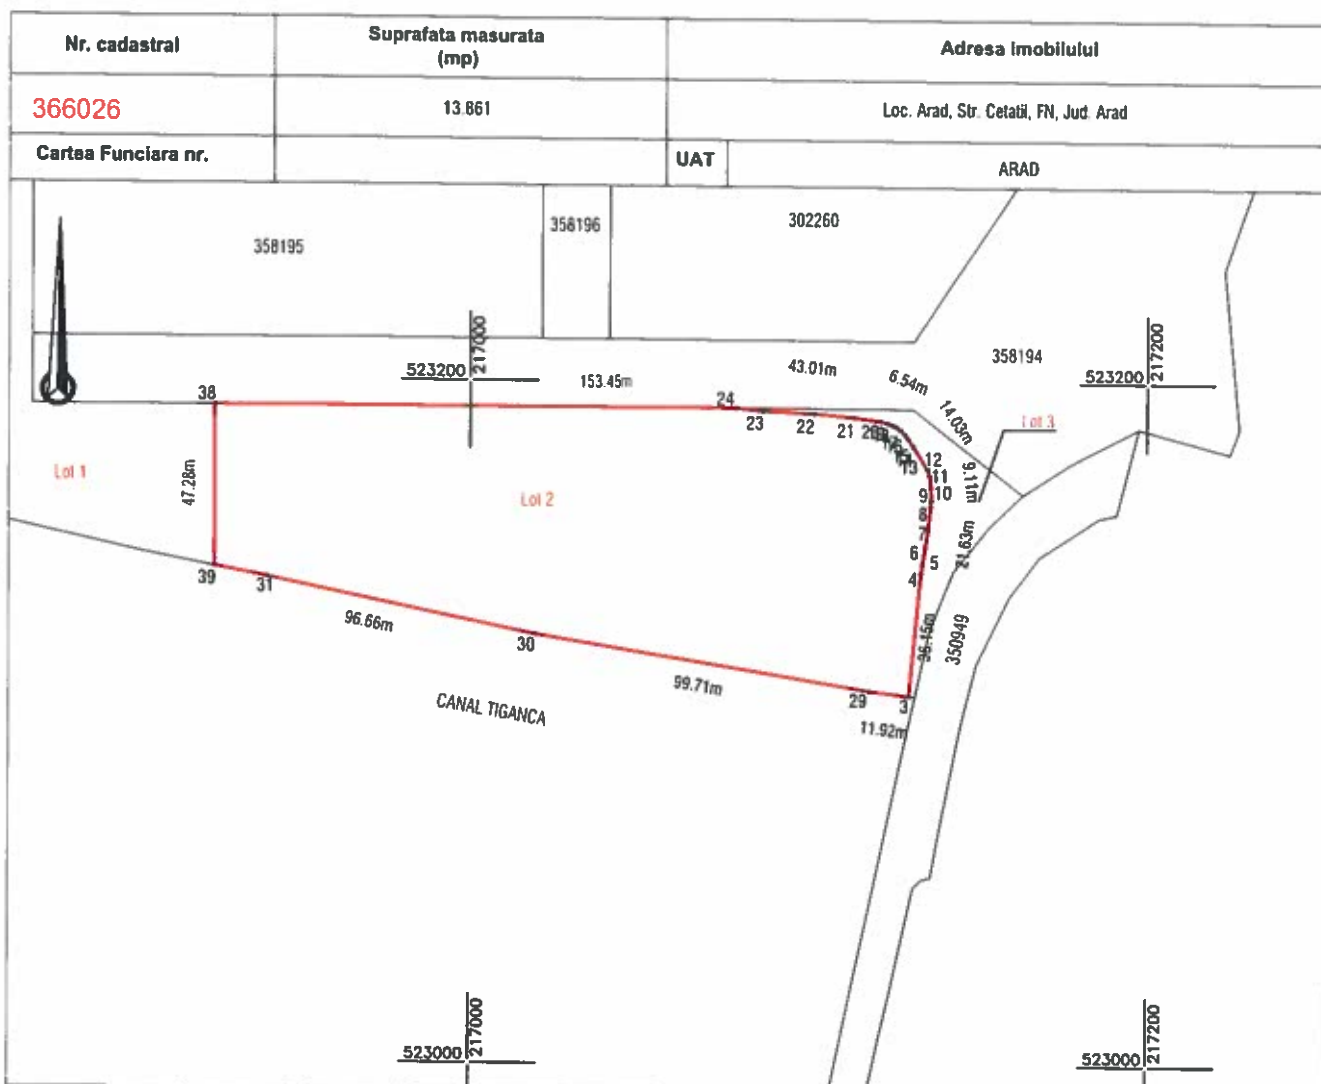 Nr. cadastral
Suprafata masurata
(mp)
Adresa Imobilului
366026
13.861
Loc. Arad, Str. Cetatii, FN, Jud. Arad
Cartea Funciara nr.
UAT
ARAD
358195
358196
302260
358194
217000
523200
217200
523200
153.45m
43.01m
6.54m
14.03m
9.11m
21.63m
36.15m
350949
38
24
23
22
21
20
13
12
11
10
9
8
7
6
5
4
Lot 1
47.28m
Lot 2
Lot 3
39
31
96.66m
30
99.71m
29
3
11.92m
CANAL TIGANCA
523000
217000
523000
217200